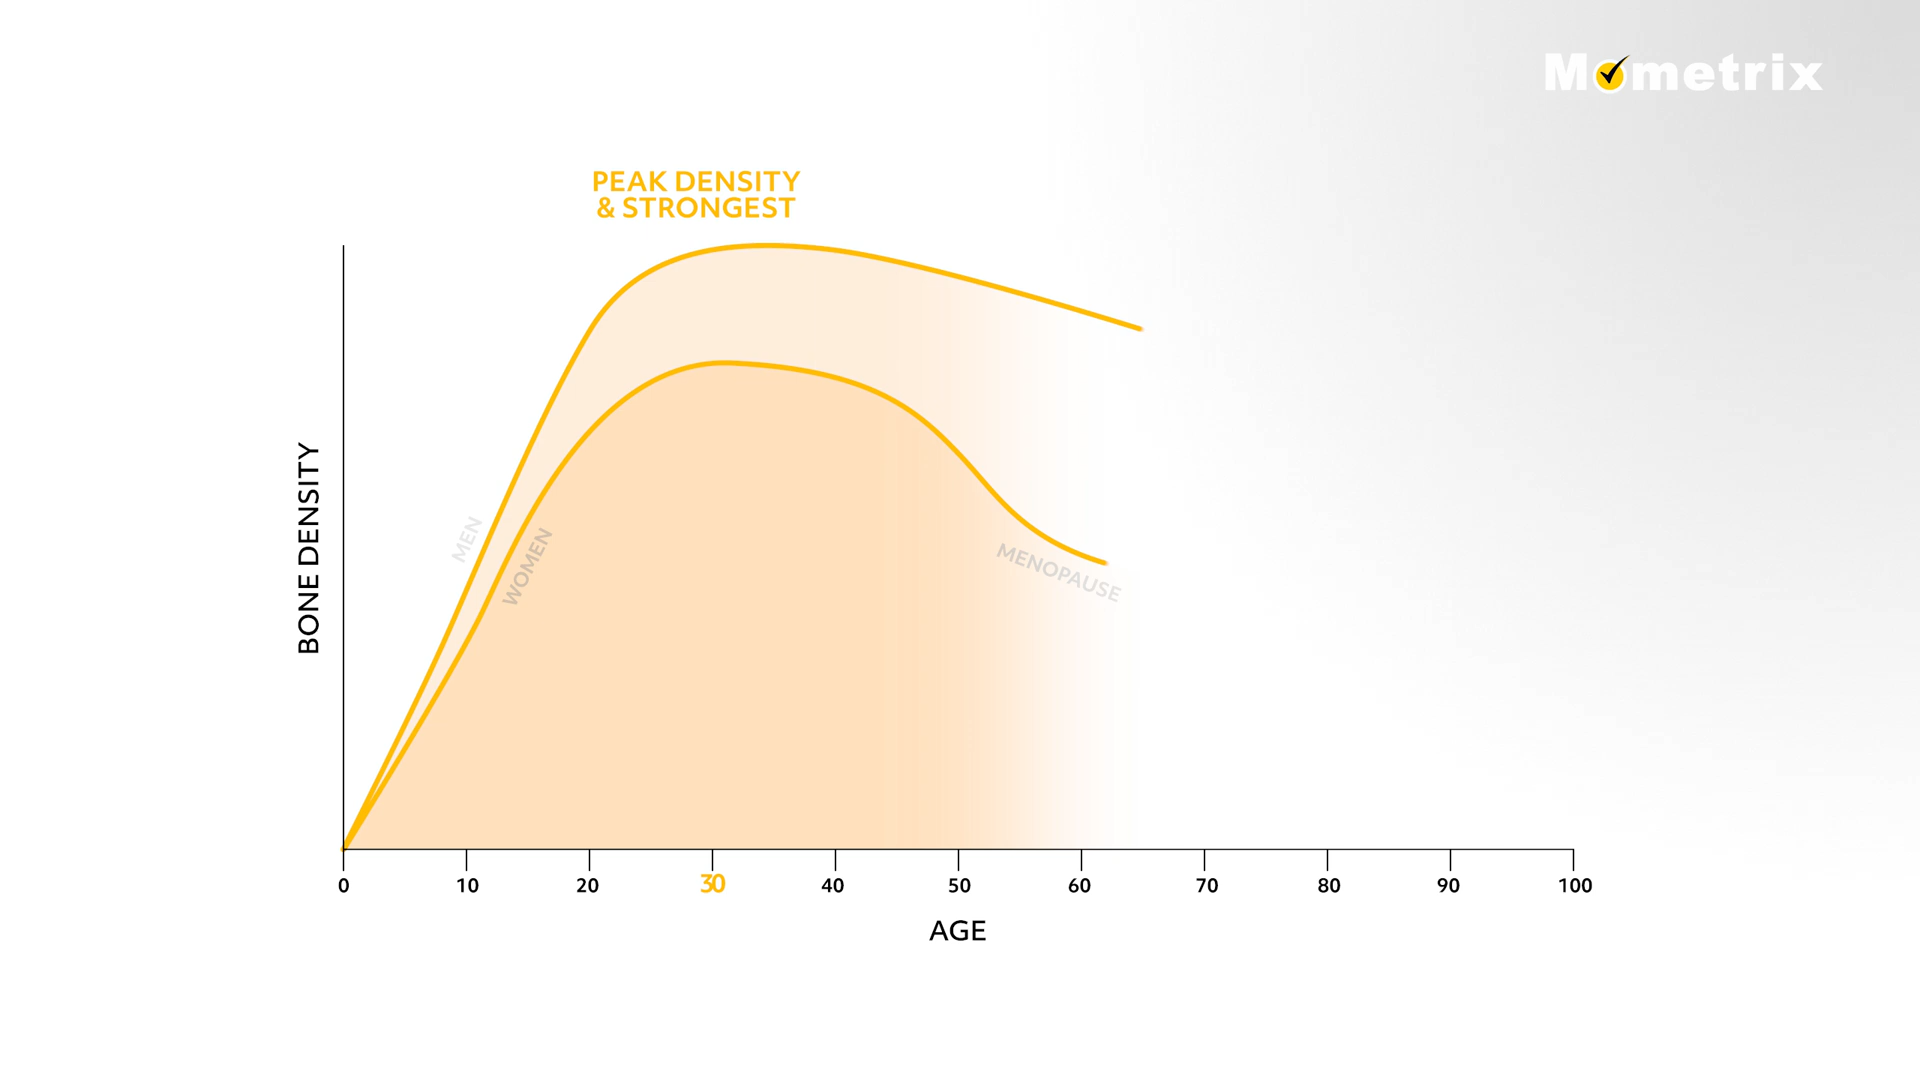 Mometrix
PEAK DENSITY
& STRONGEST
BONE DENSITY
MEN
WOMEN
MENOPAUSE
0 10 20 30 40 50 60 70 80 90 100
AGE